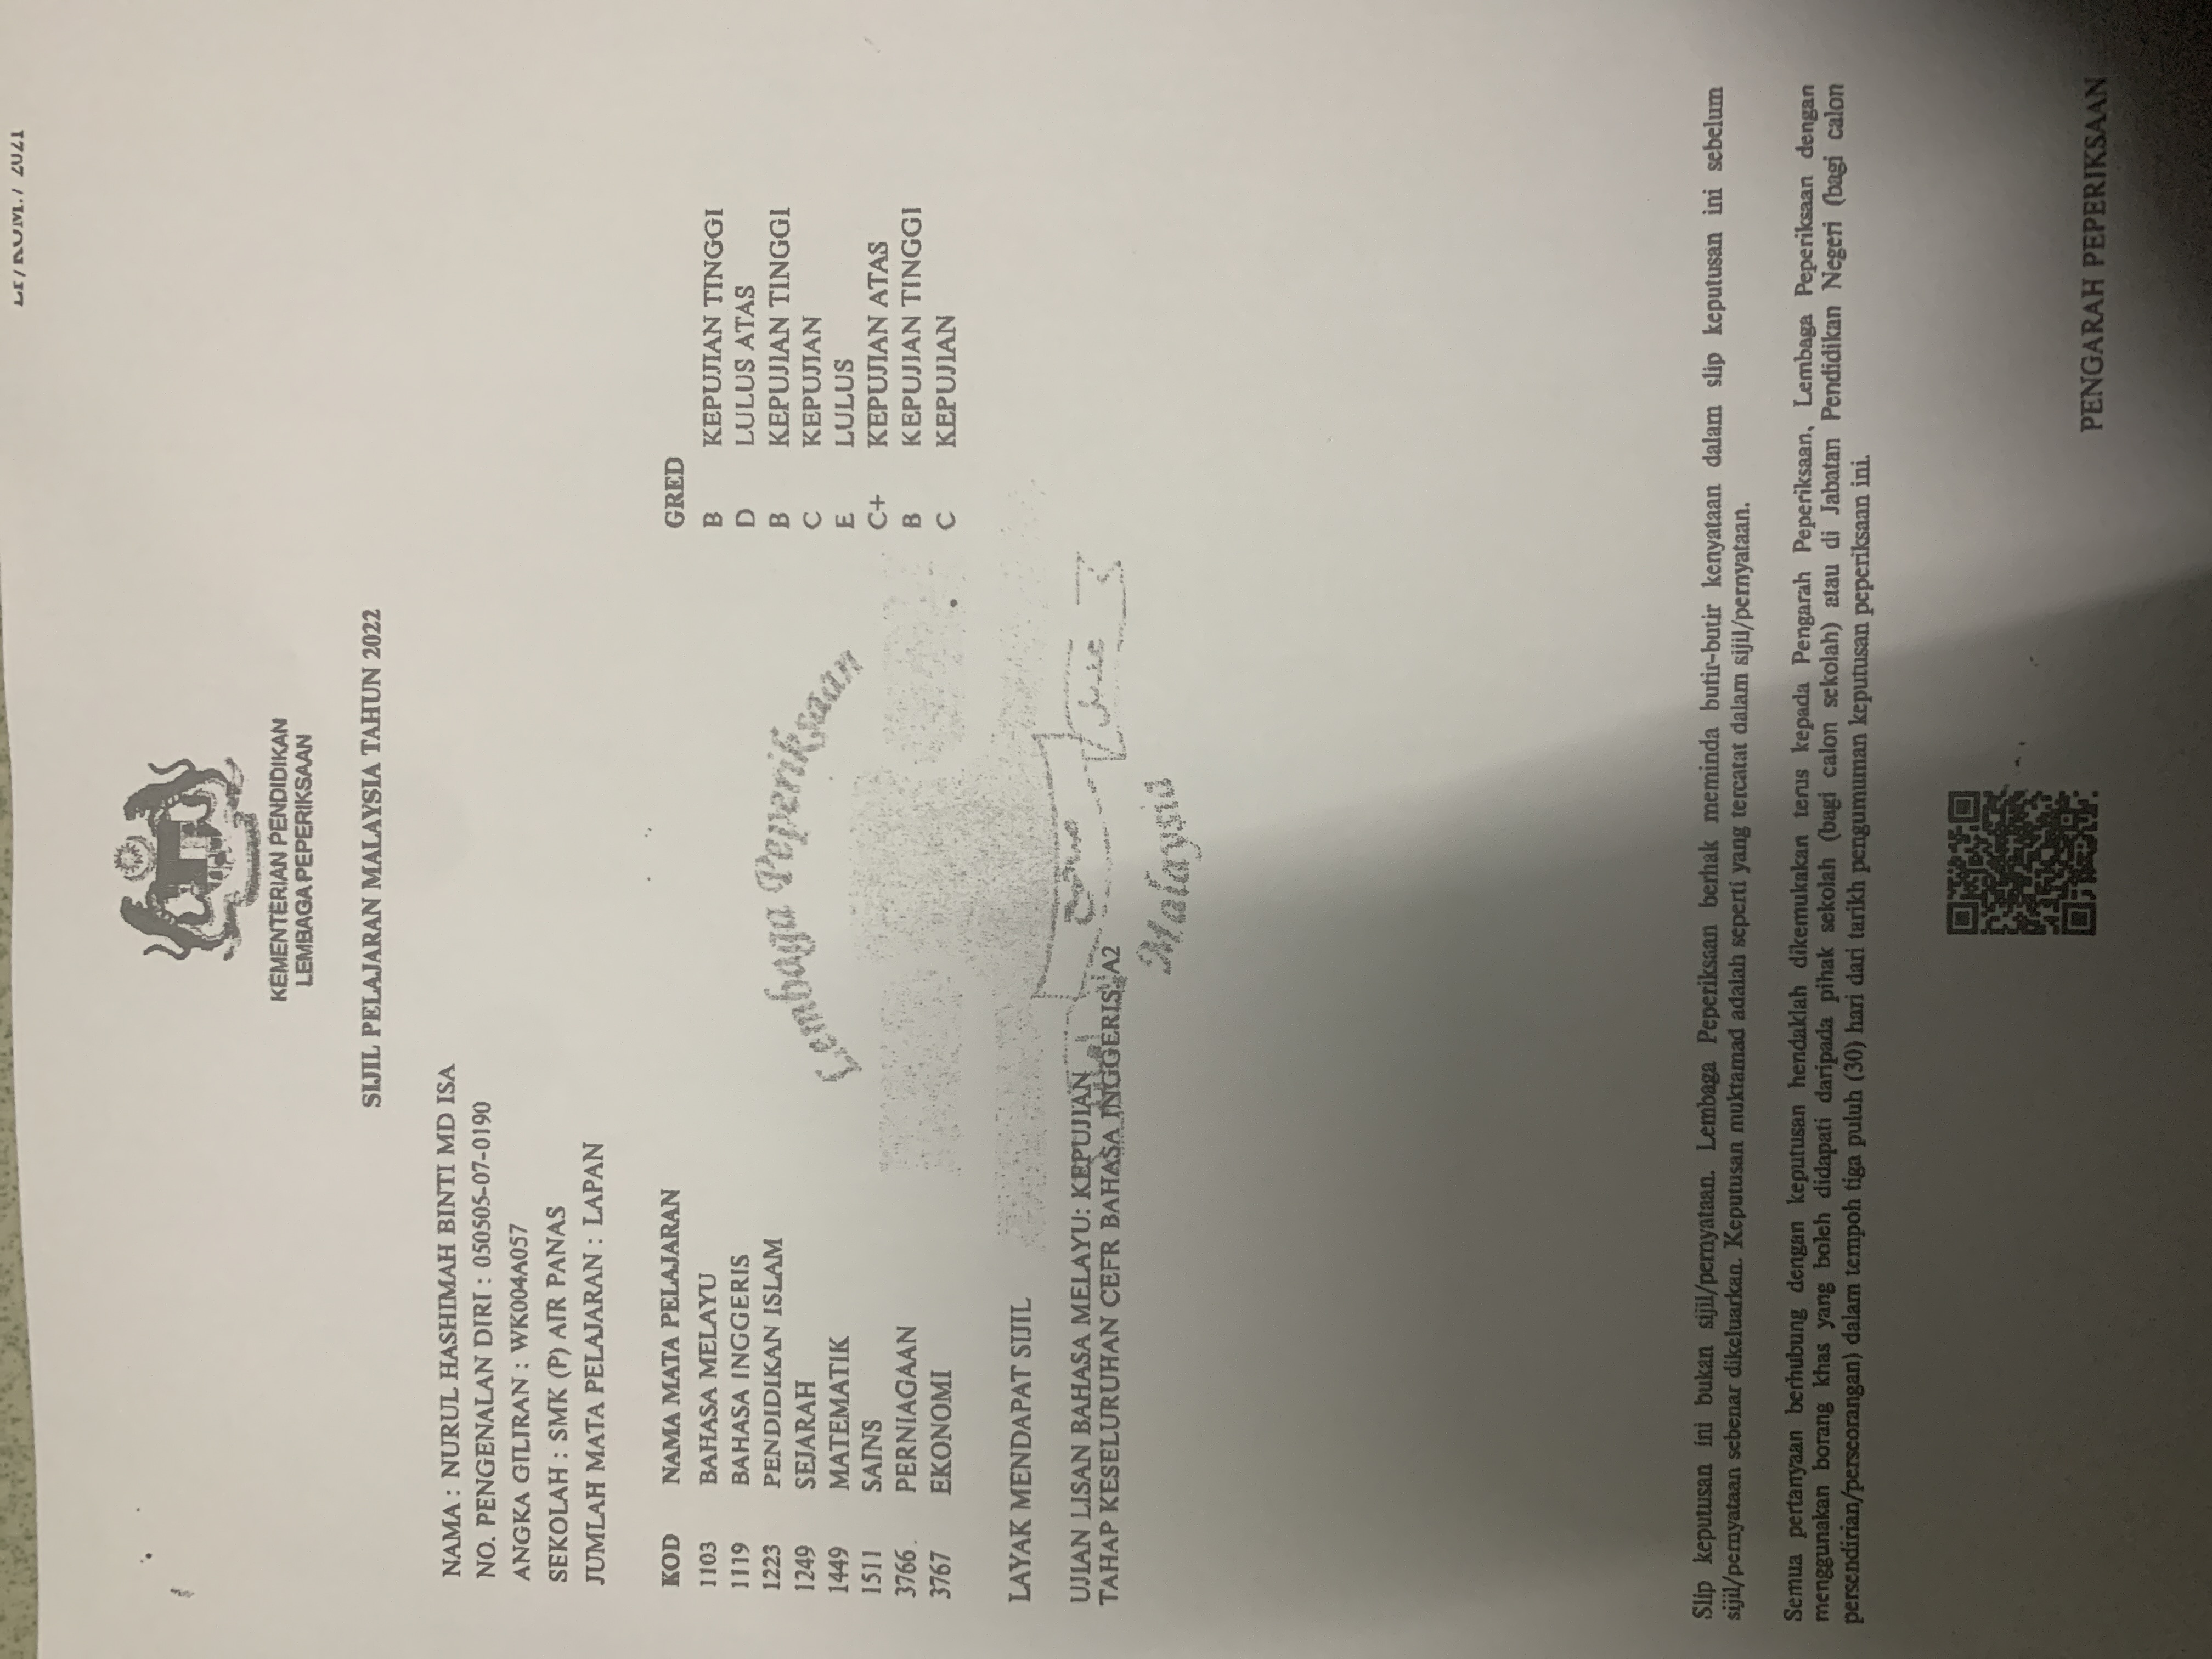 2021
KEMENTERIAN PENDIDIKAN
LEMBAGA PEPERIKSAAN
SIJIL PELAJARAN MALAYSIA TAHUN 2022
NAMA : NURUL HASHIMAH BINTI MD ISA
NO. PENGENALAN DIRI : 050505-07-0190
ANGKA GILIRAN : WK004A057
SEKOLAH : SMK (P) AIR PANAS
JUMLAH MATA PELAJARAN : LAPAN
KOD NAMA MATA PELAJARAN GRED
1103 BAHASA MELAYU B KEPUJIAN TINGGI
1119 BAHASA INGGERIS D LULUS ATAS
1223 PENDIDIKAN ISLAM B KEPUJIAN TINGGI
1249 SEJARAH C KEPUJIAN
1449 MATEMATIK E LULUS
1511 SAINS C+ KEPUJIAN ATAS
3766 PERNIAGAAN B KEPUJIAN TINGGI
3767 EKONOMI C KEPUJIAN
Lembaga Peperiksaan
LAYAK MENDAPAT SIJIL
UJIAN LISAN BAHASA MELAYU: KEPUJIAN
TAHAP KESELURUHAN CEFR BAHASA INGGERIS: A2
Malaysia
Slip keputusan ini bukan sijil/pernyataan. Lembaga Peperiksaan berhak meminda butir-butir kenyataan dalam slip keputusan ini sebelum
sijil/pernyataan sebenar dikeluarkan. Keputusan muktamad adalah seperti yang tercatat dalam sijil/pernyataan.
Semua pertanyaan berhubung dengan keputusan hendaklah dikemukakan terus kepada Pengarah Peperiksaan, Lembaga Peperiksaan dengan
menggunakan borang khas yang boleh didapati daripada pihak sekolah (bagi calon sekolah) atau di Jabatan Pendidikan Negeri (bagi calon
persendirian/perseorangan) dalam tempoh tiga puluh (30) hari dari tarikh pengumuman keputusan peperiksaan ini.
PENGARAH PEPERIKSAAN